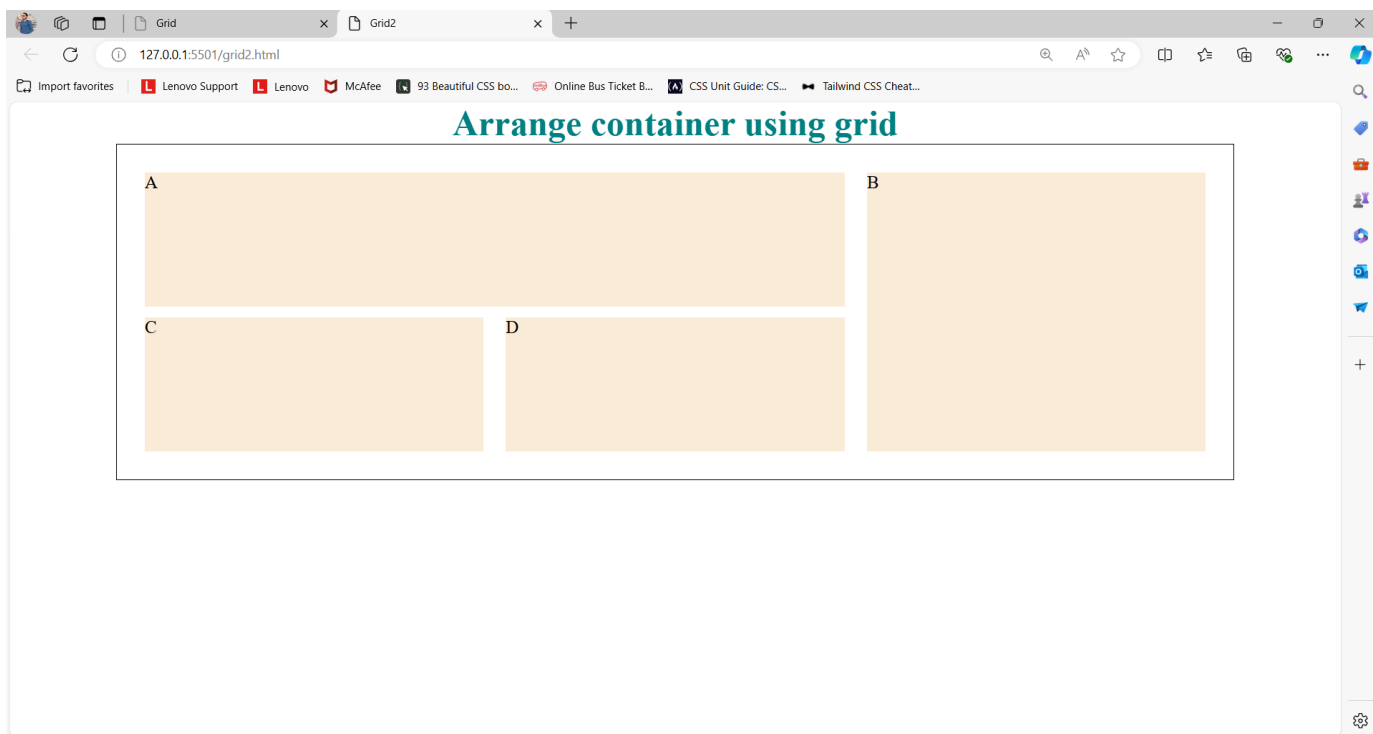 Grid
Grid2
127.0.0.1:5501/grid2.html
Import favorites
Lenovo Support
Lenovo
McAfee
93 Beautiful CSS bo...
Online Bus Ticket B...
CSS Unit Guide: CS...
Tailwind CSS Cheat...
Arrange container using grid
A
B
C
D